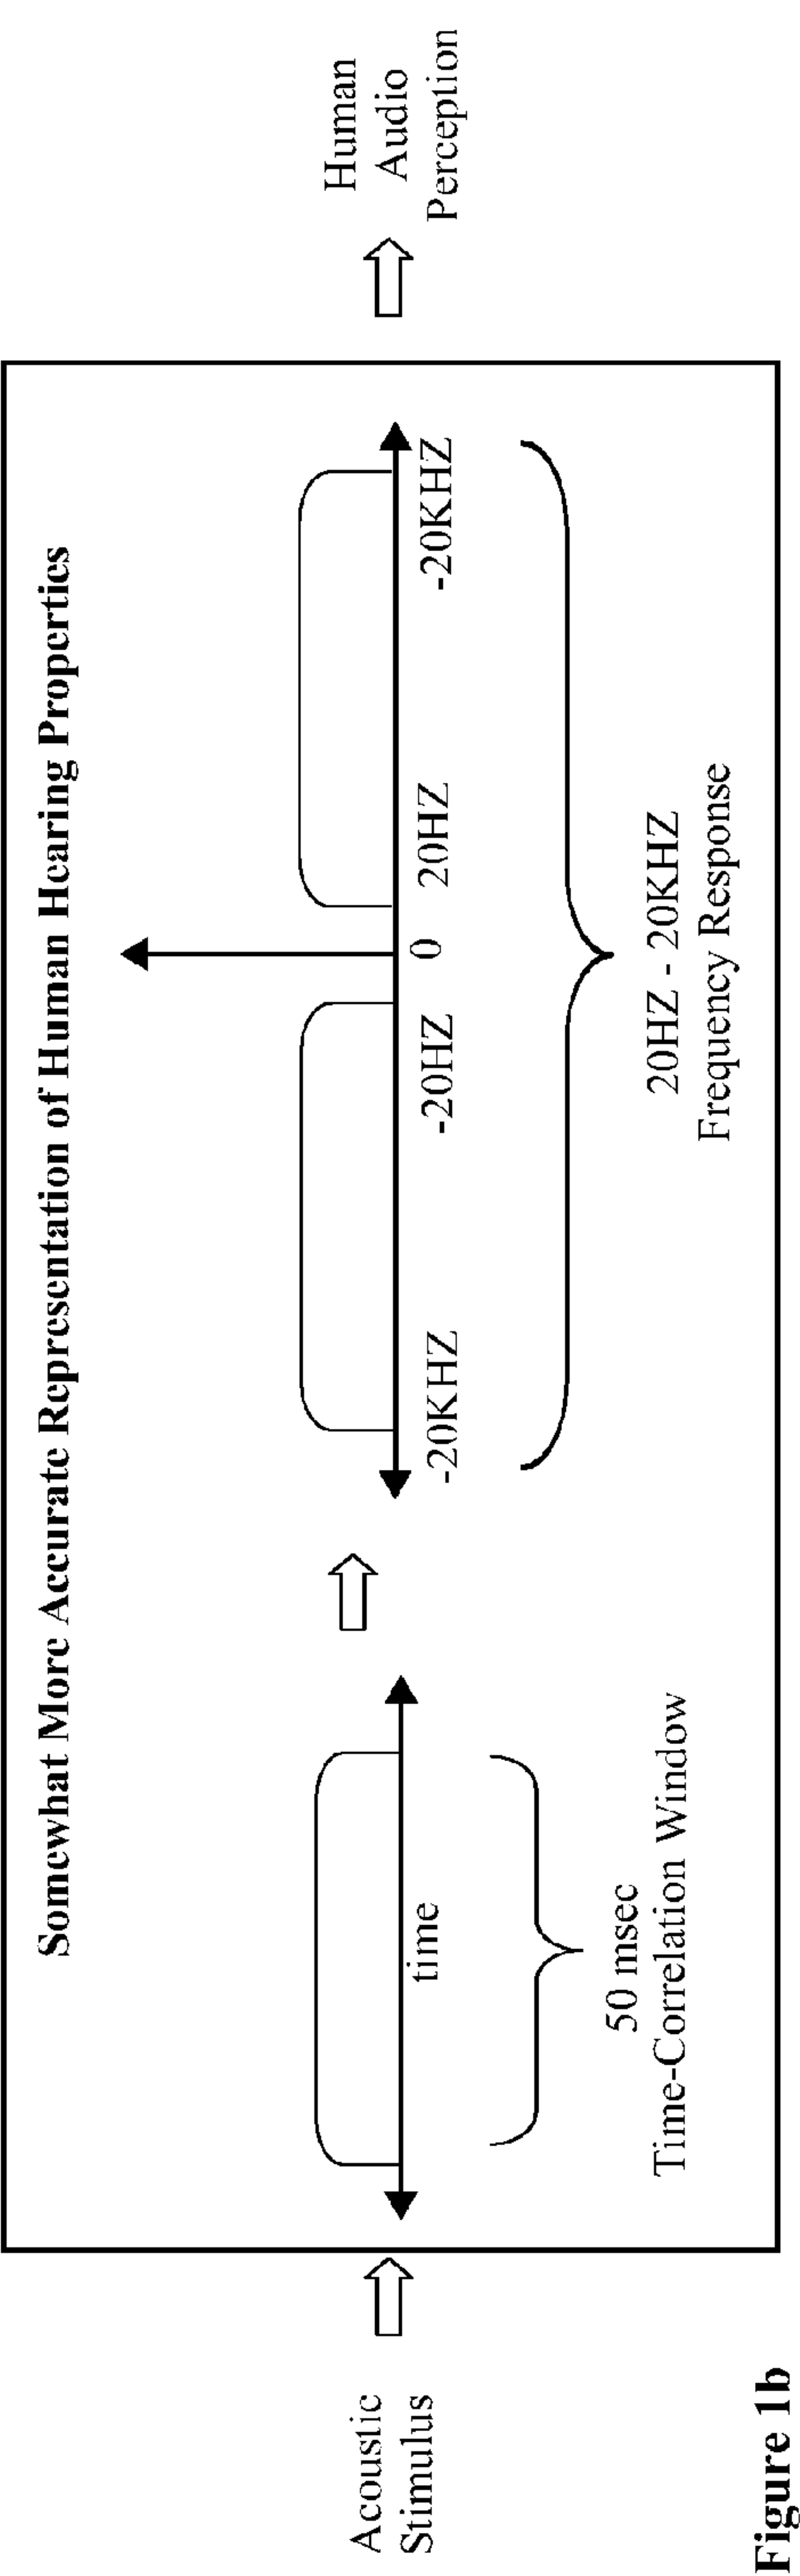 Somewhat More Accurate Representation of Human Hearing Properties
Acoustic
Stimulus
time
50 msec
Time-Correlation Window
-20KHZ
-20HZ
0
20HZ
-20KHZ
20HZ - 20KHZ
Frequency Response
Human
Audio
Perception
Figure 1b